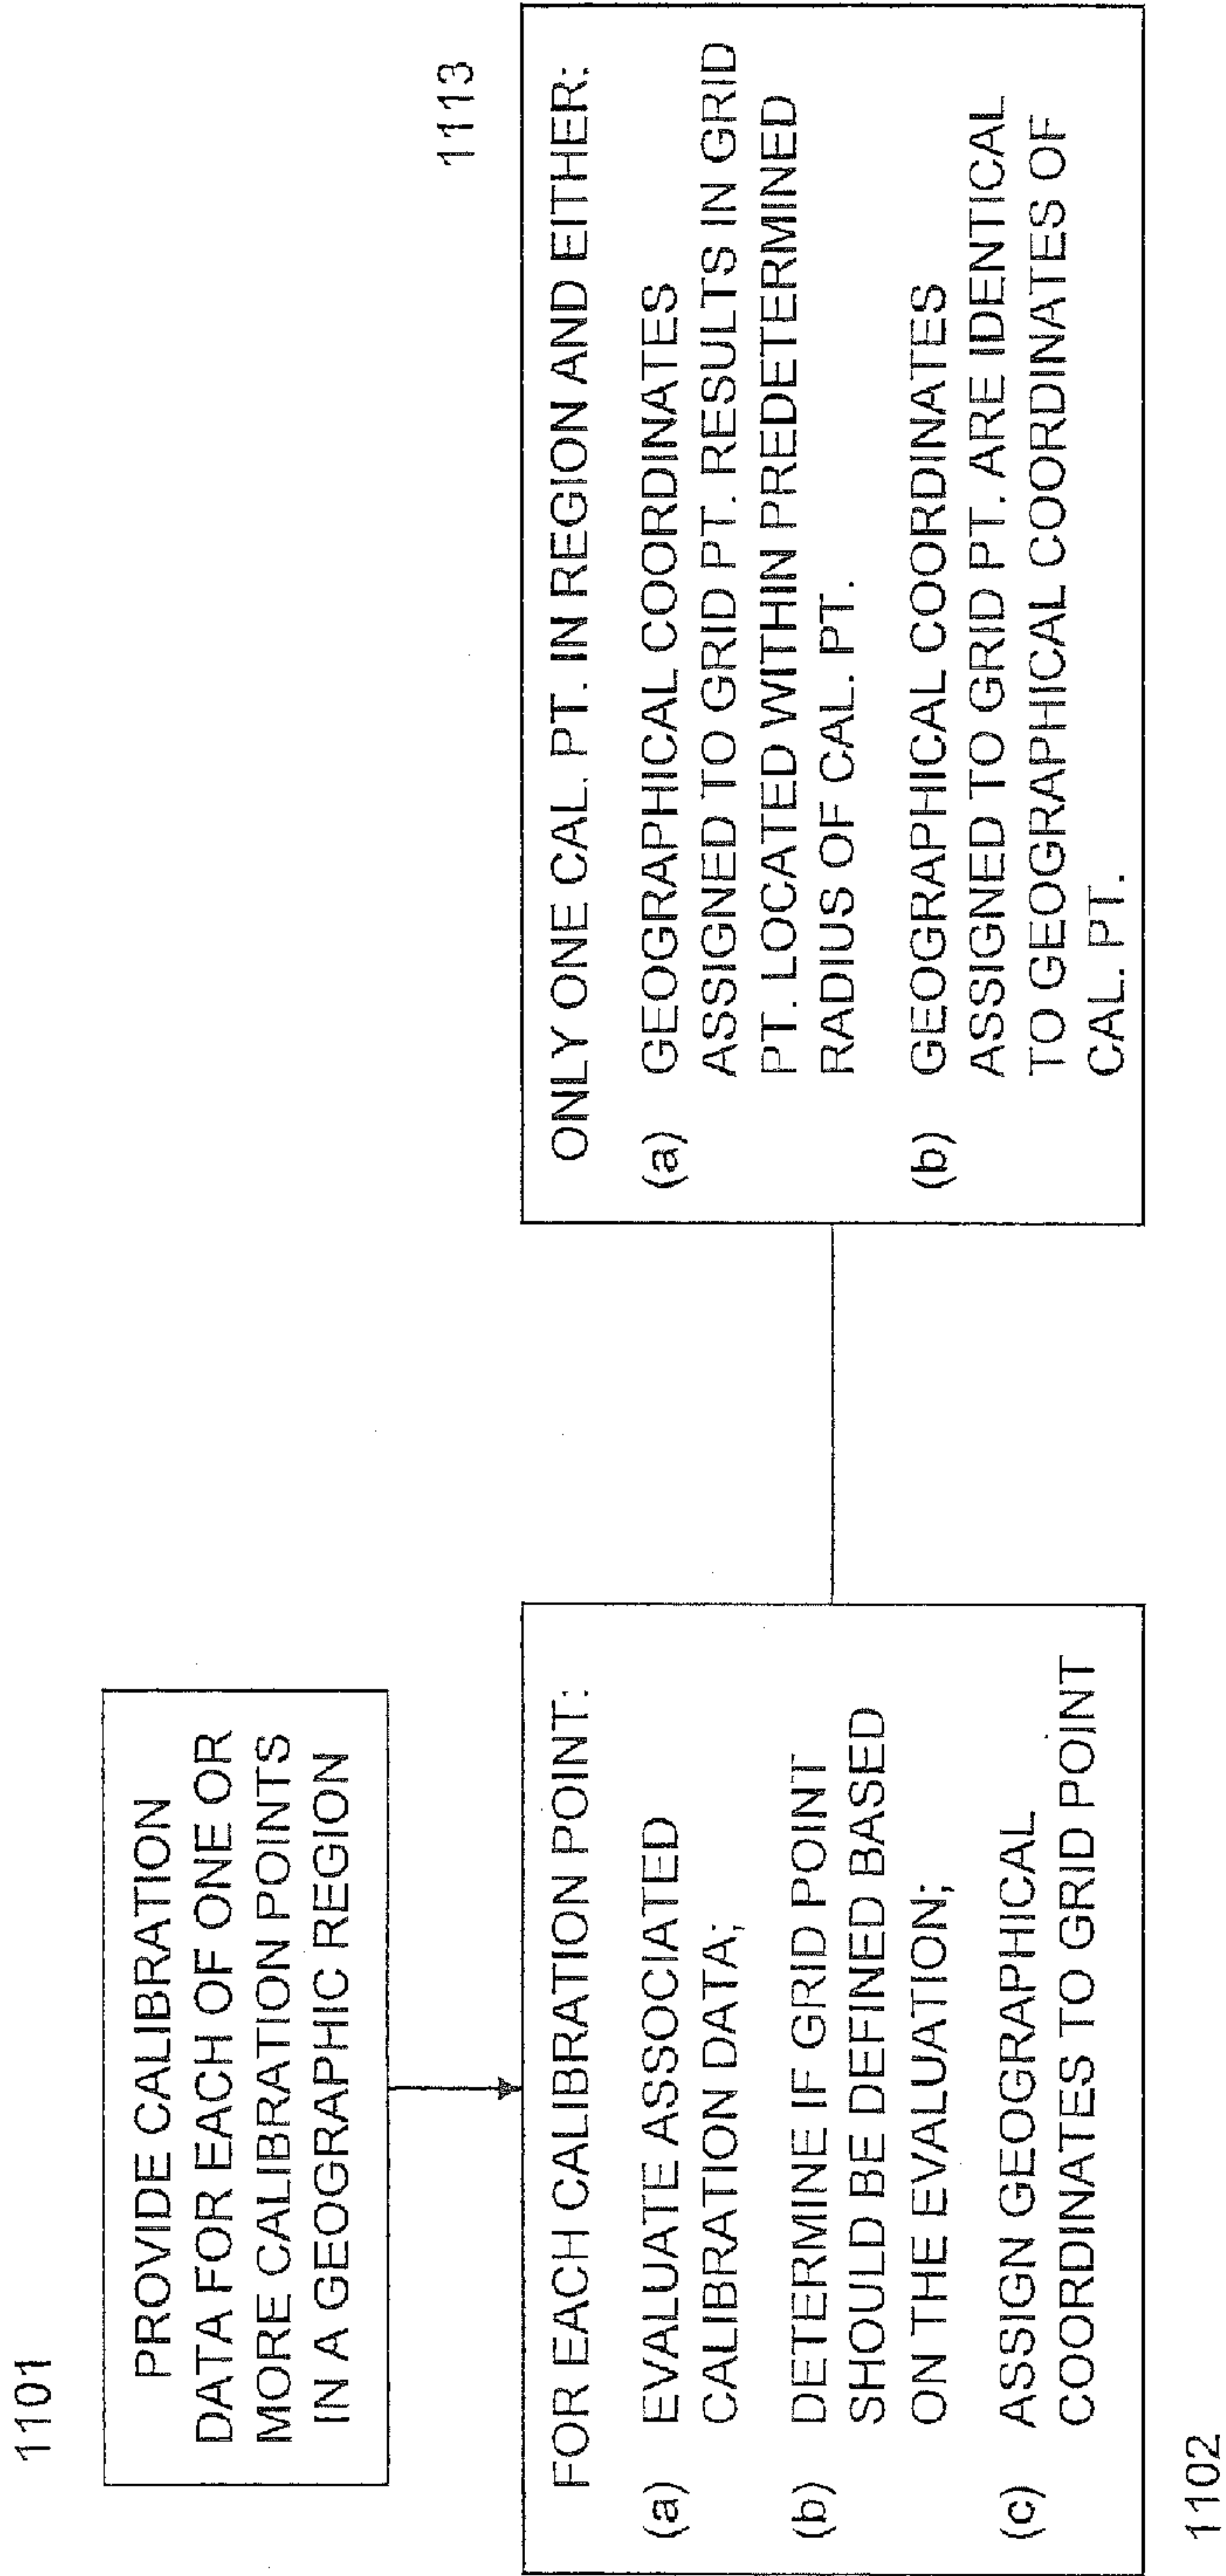 1101
PROVIDE CALIBRATION
DATA FOR EACH OF ONE OR
MORE CALIBRATION POINTS
IN A GEOGRAPHIC REGION
FOR EACH CALIBRATION POINT:
(a) EVALUATE ASSOCIATED
CALIBRATION DATA;
(b) DETERMINE IF GRID POINT
SHOULD BE DEFINED BASED
ON THE EVALUATION;
(c) ASSIGN GEOGRAPHICAL
COORDINATES TO GRID POINT
1102
1113
ONLY ONE CAL. PT. IN REGION AND EITHER:
(a) GEOGRAPHICAL COORDINATES
ASSIGNED TO GRID PT. RESULTS IN GRID
PT. LOCATED WITHIN PREDETERMINED
RADIUS OF CAL. PT.
(b) GEOGRAPHICAL COORDINATES
ASSIGNED TO GRID PT. ARE IDENTICAL
TO GEOGRAPHICAL COORDINATES OF
CAL. PT.